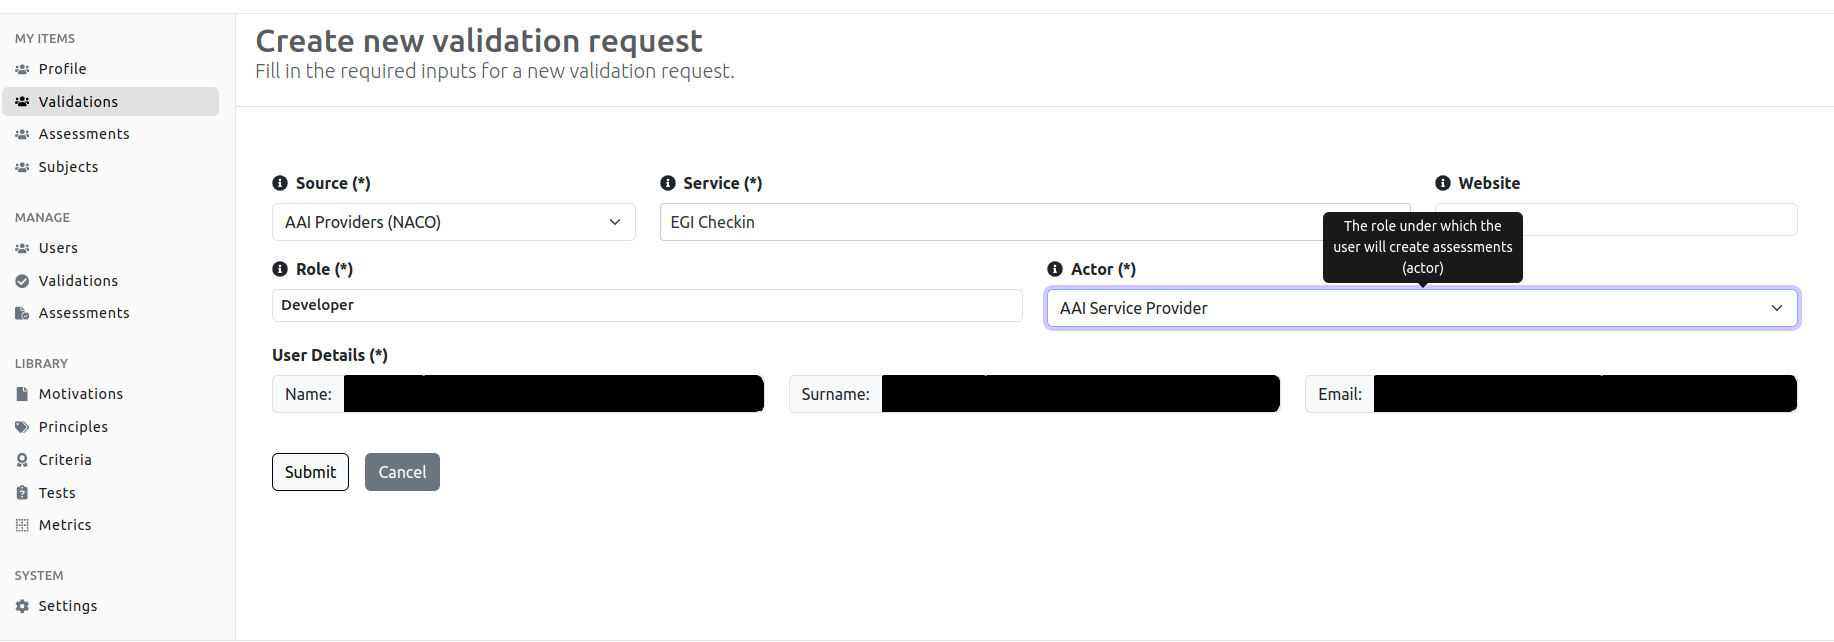 MY ITEMS
Profile
Validations
Assessments
Subjects
MANAGE
Users
Validations
Assessments
LIBRARY
Motivations
Principles
Criteria
Tests
Metrics
SYSTEM
Settings
Create new validation request
Fill in the required inputs for a new validation request.
Source (*)
Service (*)
Website
AAI Providers (NACO)
EGI Checkin
The role under which the
user will create assessments
(actor)
Role (*)
Actor (*)
Developer
AAI Service Provider
User Details (*)
Name:
Surname:
Email:
Submit
Cancel